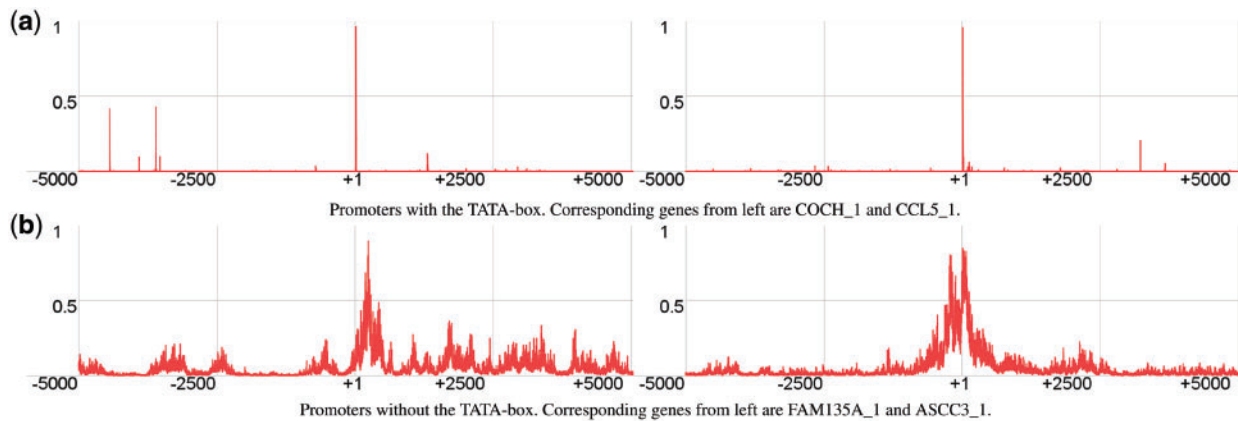 (a)
1 1
0.5 0.5
-5000 -2500 +1 +2500 +5000 -5000 -2500 +1 +2500 +5000
Promoters with the TATA-box. Corresponding genes from left are COCH_1 and CCL5_1.
(b)
1 1
0.5 0.5
-5000 -2500 +1 +2500 +5000 -5000 -2500 +1 +2500 +5000
Promoters without the TATA-box. Corresponding genes from left are FAM135A_1 and ASCC3_1.